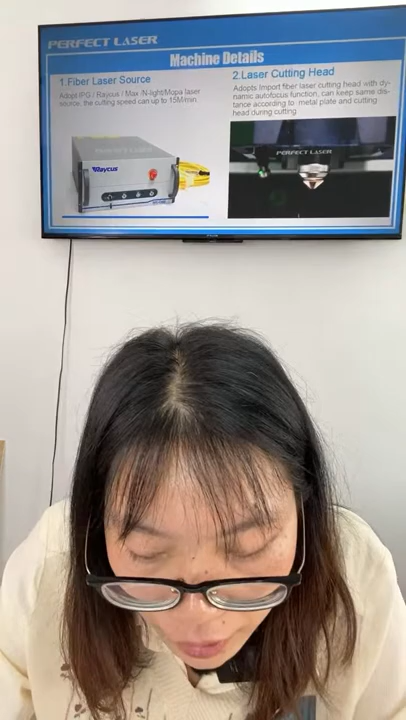 PERFECT LASER
Machine Details
1.Fiber Laser Source
Adopt IPG / Raycus / Max /N-light/Mopa laser
source, the cutting speed can up to 15M/min.
Raycus
2.Laser Cutting Head
Adopts Import fiber laser cutting head with dy-
namic autofocus function, can keep same dis-
tance according to metal plate and cutting
head during cutting
PERFECT LASER